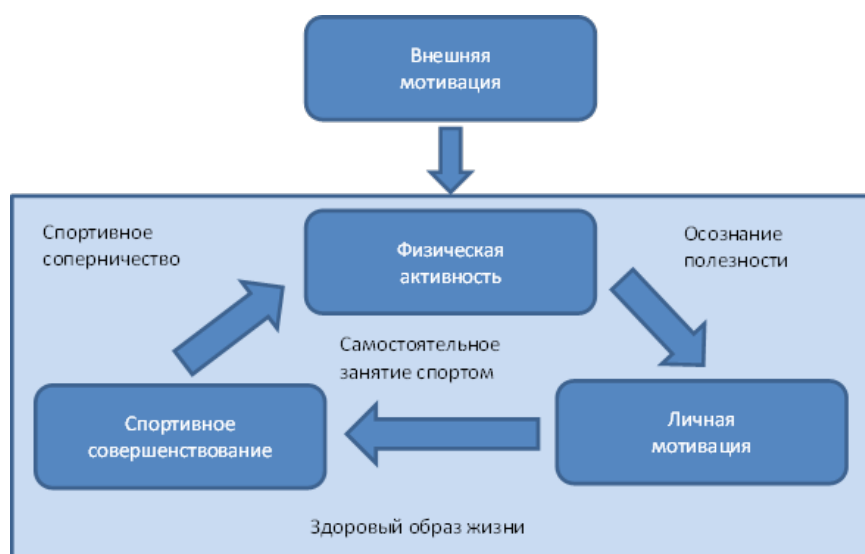 Внешняя
мотивация
Спортивное
соперничество
Физическая
активность
Осознание
полезности
Самостоятельное
занятие спортом
Спортивное
совершенствование
Личная
мотивация
Здоровый образ жизни